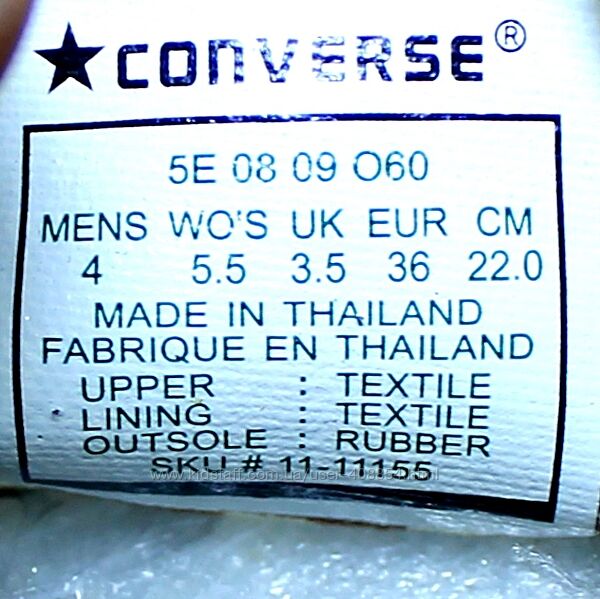 ★CONVERSE®
5E 08 09 O60
MENS WO'S UK EUR CM
4 5.5 3.5 36 22.0
MADE IN THAILAND
FABRIQUE EN THAILAND
UPPER : TEXTILE
LINING : TEXTILE
OUTSOLE : RUBBER
SKU # 11 11155